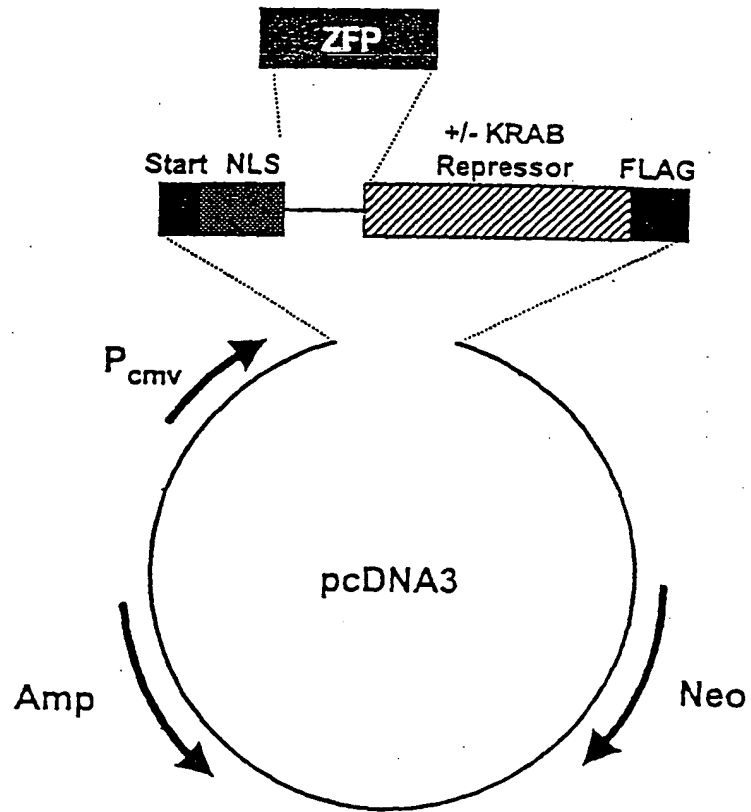 ZFP
+/- KRAB
Start NLS Repressor FLAG
Pcmv
pcDNA3
Amp
Neo